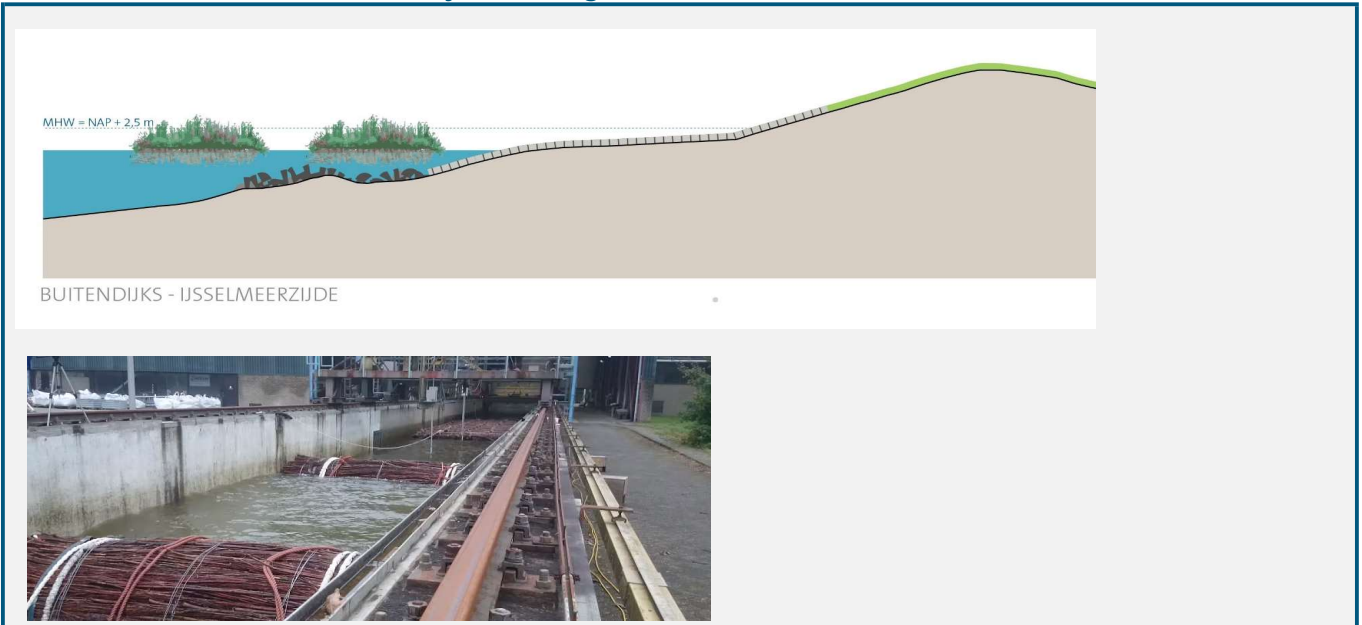 MHW = NAP + 2,5 m
BUITENDIJKS - IJSSELMEERZIJDE